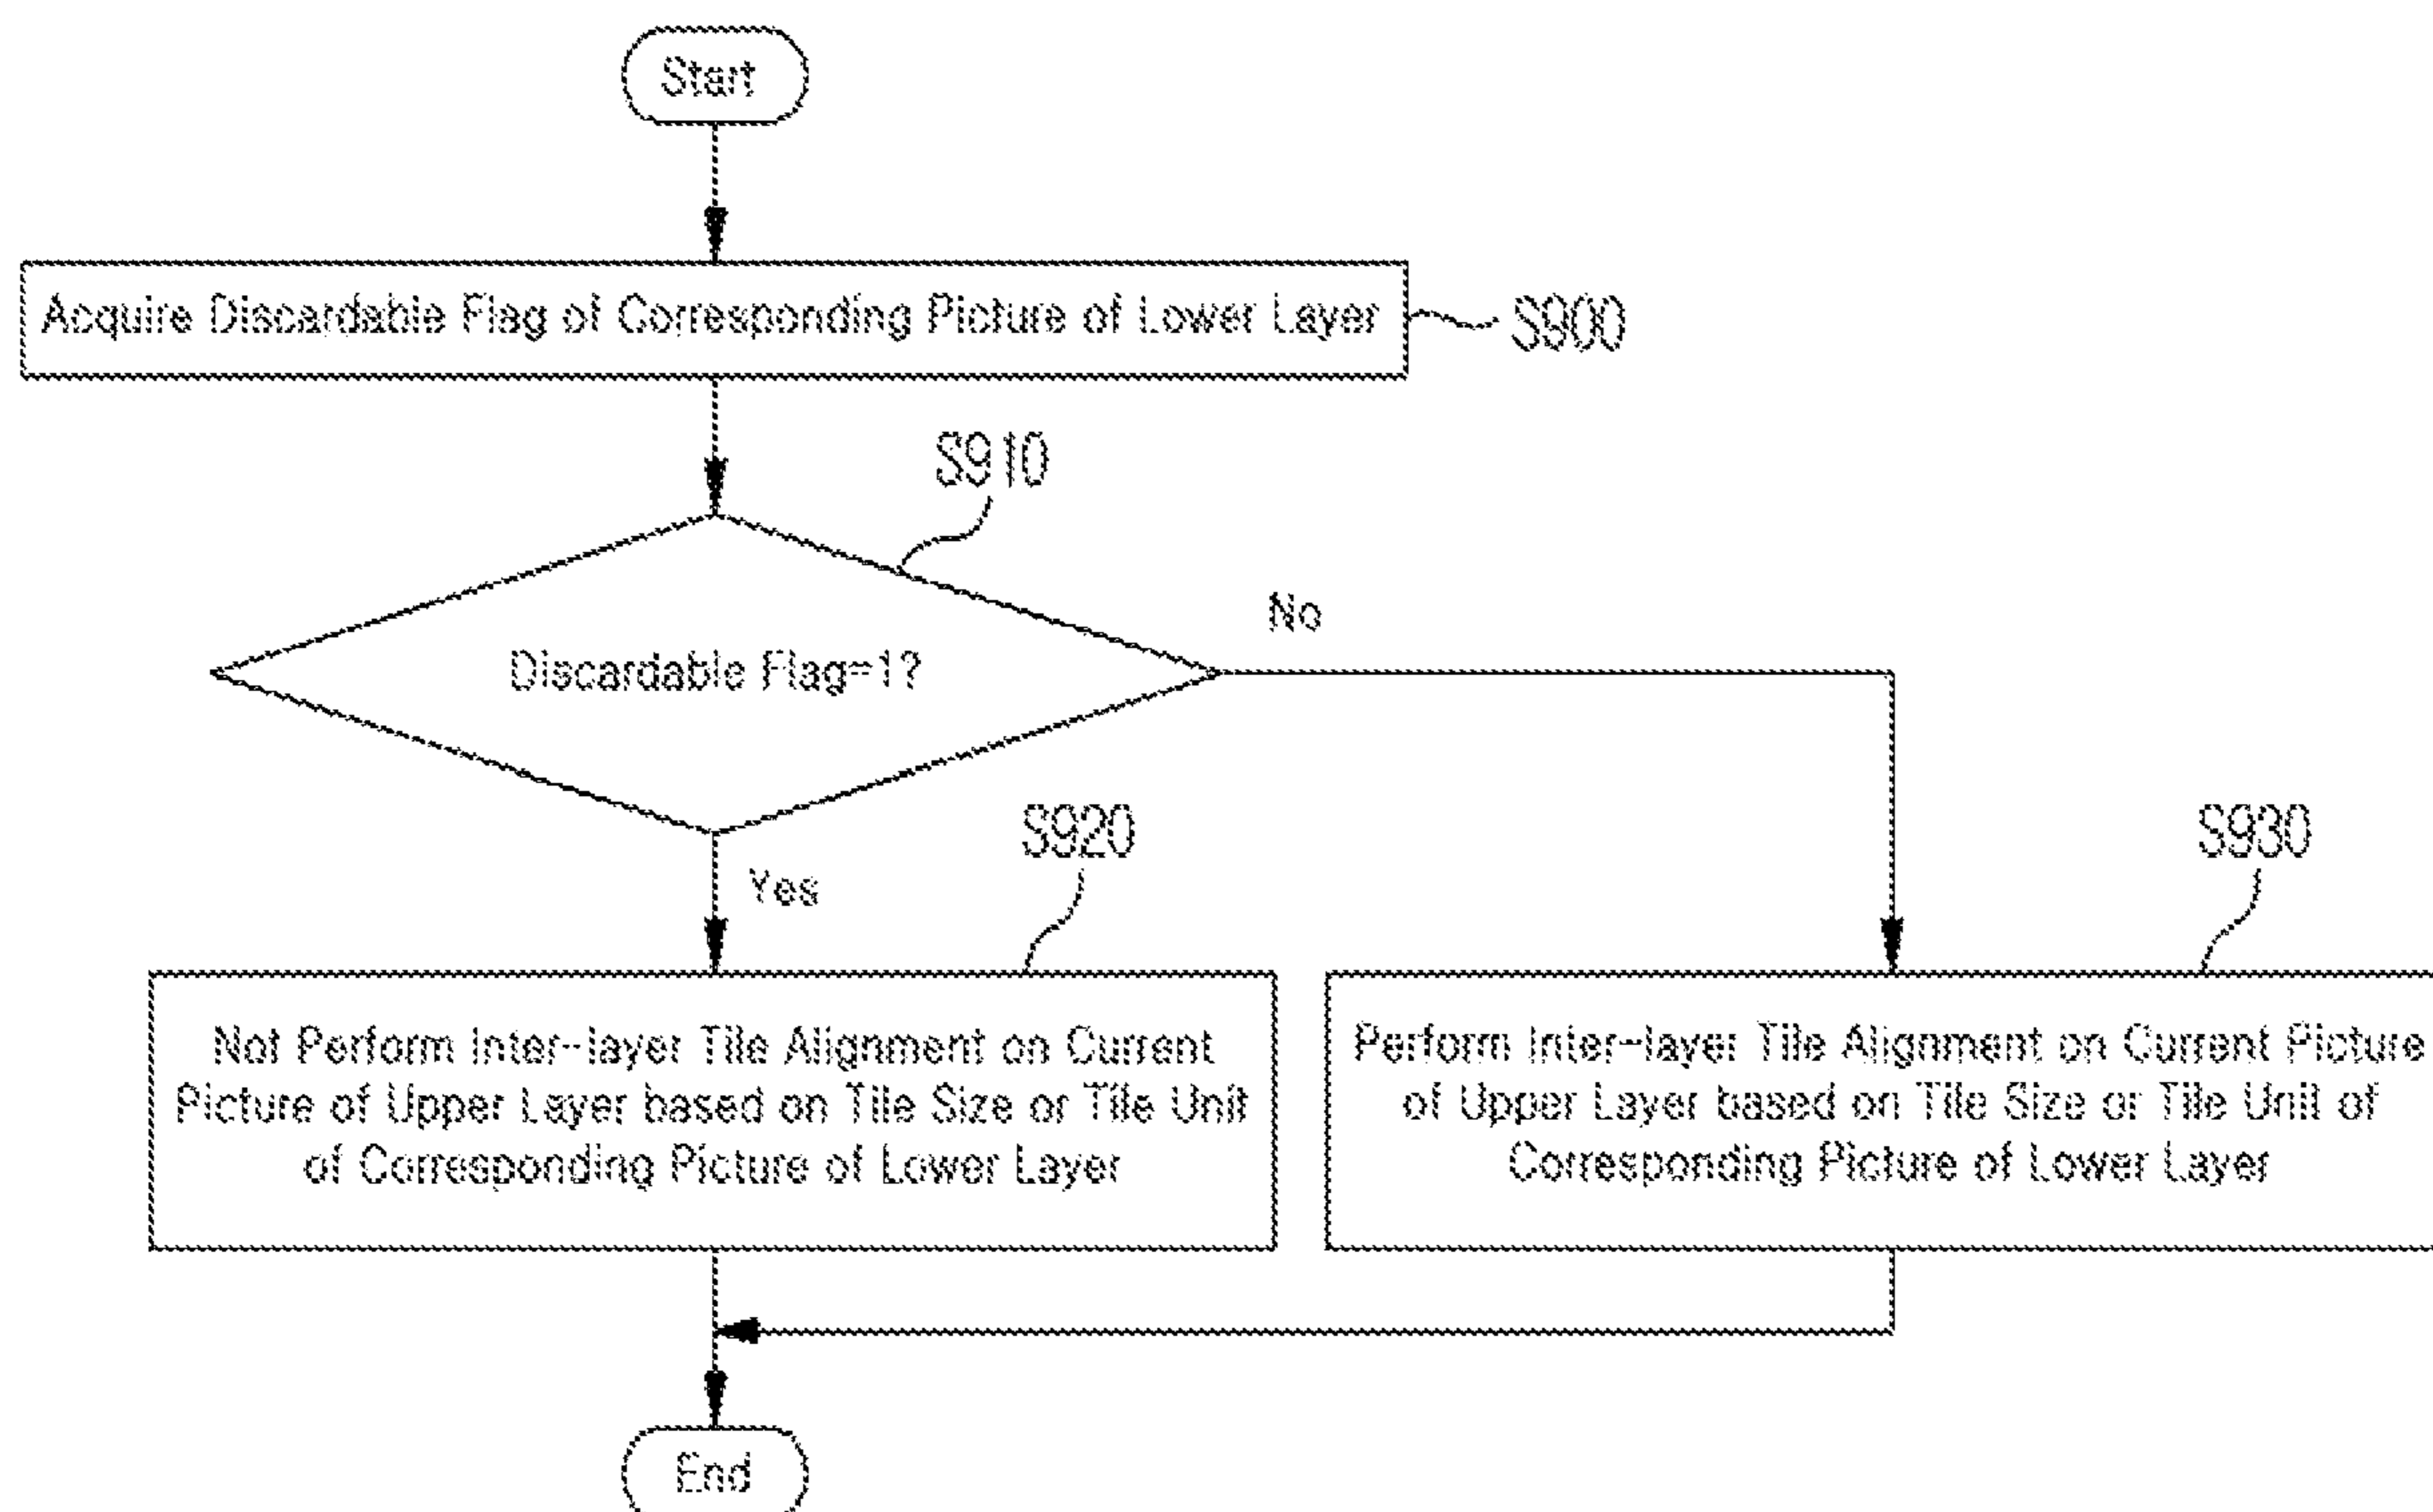 Start
Acquire Discardable Flag of Corresponding Picture of Lower Layer
S900
S910
Discardable Flag=1?
No
Yes
S920
S930
Not Perform Inter-layer Tile Alignment on Current
Picture of Upper Layer based on Tile Size or Tile Unit
of Corresponding Picture of Lower Layer
Perform Inter-layer Tile Alignment on Current Picture
of Upper Layer based on Tile Size or Tile Unit of
Corresponding Picture of Lower Layer
End